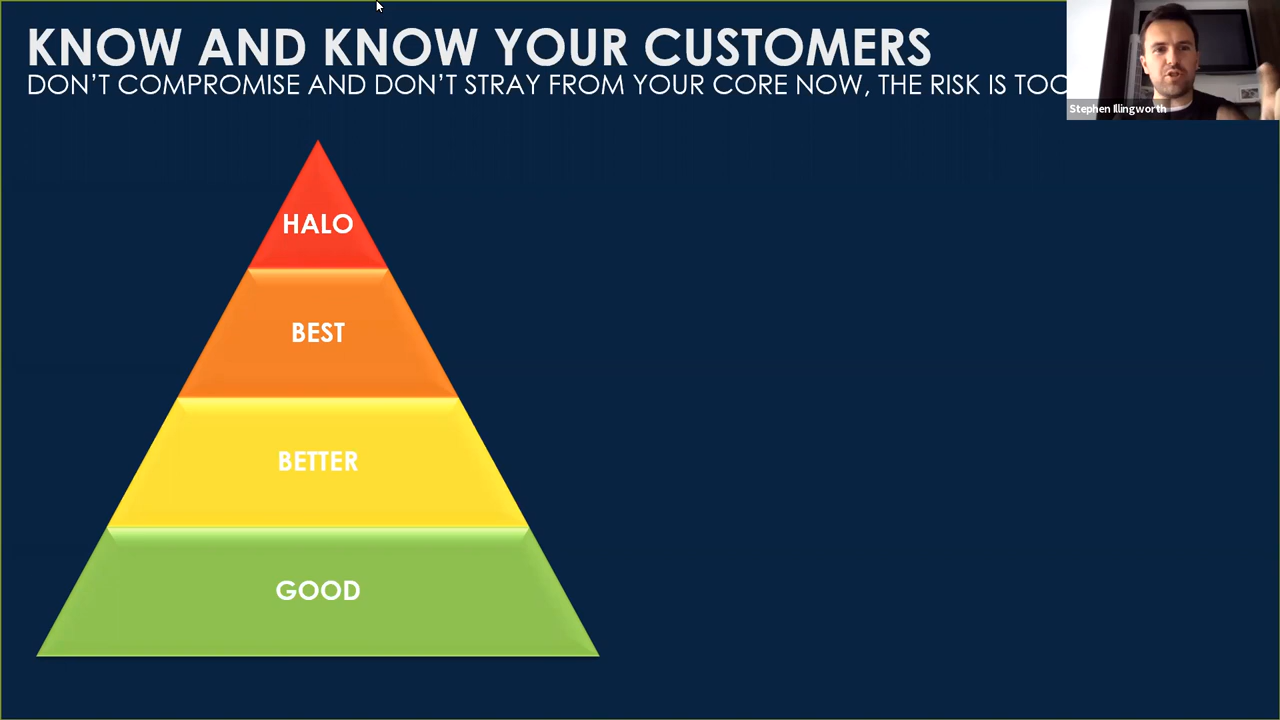 KNOW AND KNOW YOUR CUSTOMERS
DON'T COMPROMISE AND DON'T STRAY FROM YOUR CORE NOW, THE RISK IS TOO
Stephen Illingworth
HALO
BEST
BETTER
GOOD